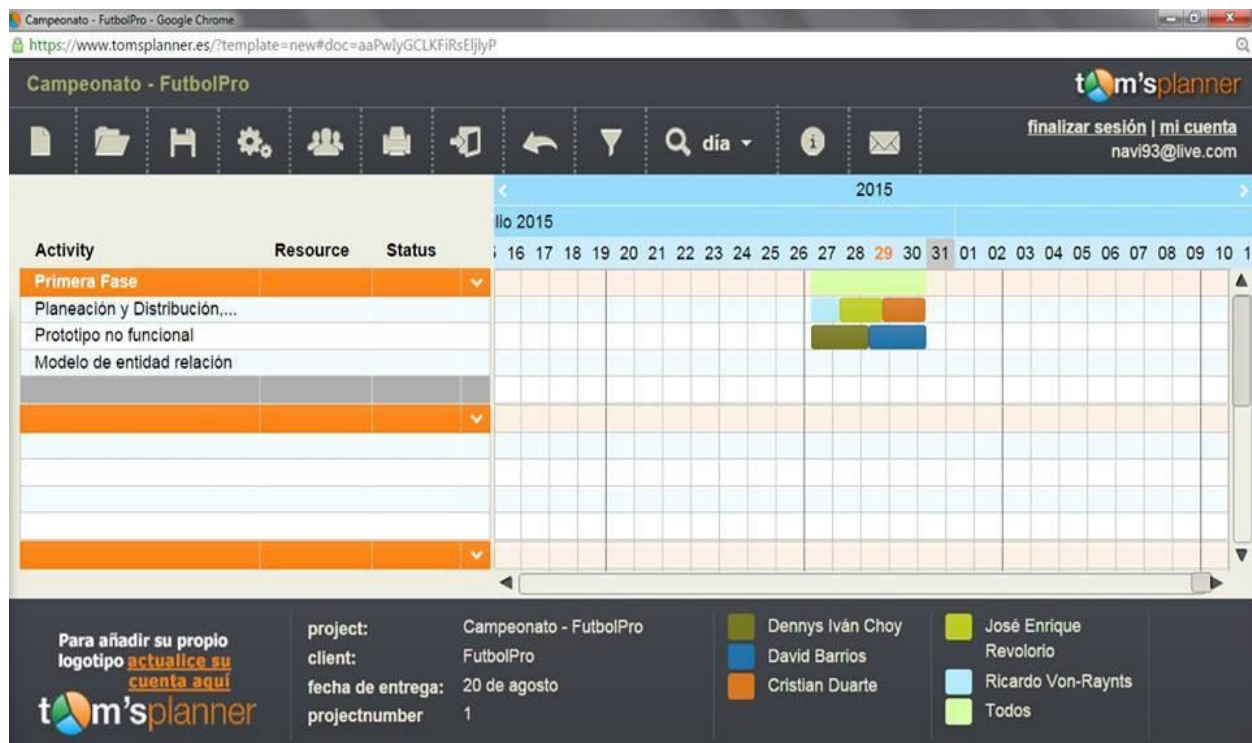 Campeonato - FutbolPro - Google Chrome
https://www.tomsplanner.es/?template=new#doc=aaPwIyGCLKFiRsEljlyP
Campeonato - FutbolPro
tom'splanner
día
finalizar sesión | mi cuenta
navi93@live.com
2015
lio 2015
Activity Resource Status
16 17 18 19 20 21 22 23 24 25 26 27 28 29 30 31 01 02 03 04 05 06 07 08 09 10 1
Primera Fase
Planeación y Distribución,...
Prototipo no funcional
Modelo de entidad relación
Para añadir su propio
logotipo actualice su
cuenta aquí
tom'splanner
project: Campeonato - FutbolPro
client: FutbolPro
fecha de entrega: 20 de agosto
projectnumber 1
Dennys Iván Choy
David Barrios
Cristian Duarte
José Enrique
Revolorio
Ricardo Von-Raynts
Todos